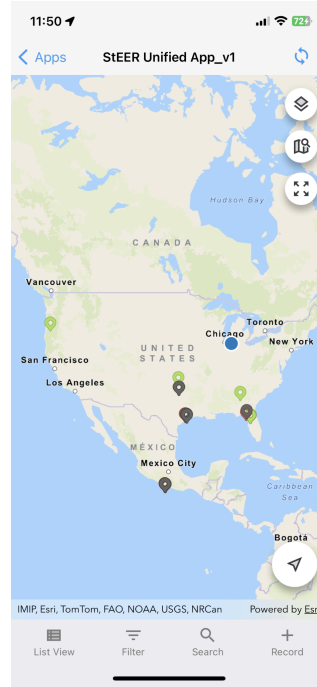 11:50
72
Apps
StEER Unified App_v1
Hudson Bay
CANADA
Vancouver
Toronto
Chicago
New York
UNITED
STATES
San Francisco
Los Angeles
MÉXICO
Mexico City
Caribbean
Sea
Bogotá
IMIP, Esri, TomTom, FAO, NOAA, USGS, NRCan
Powered by Esr
List View
Filter
Search
Record